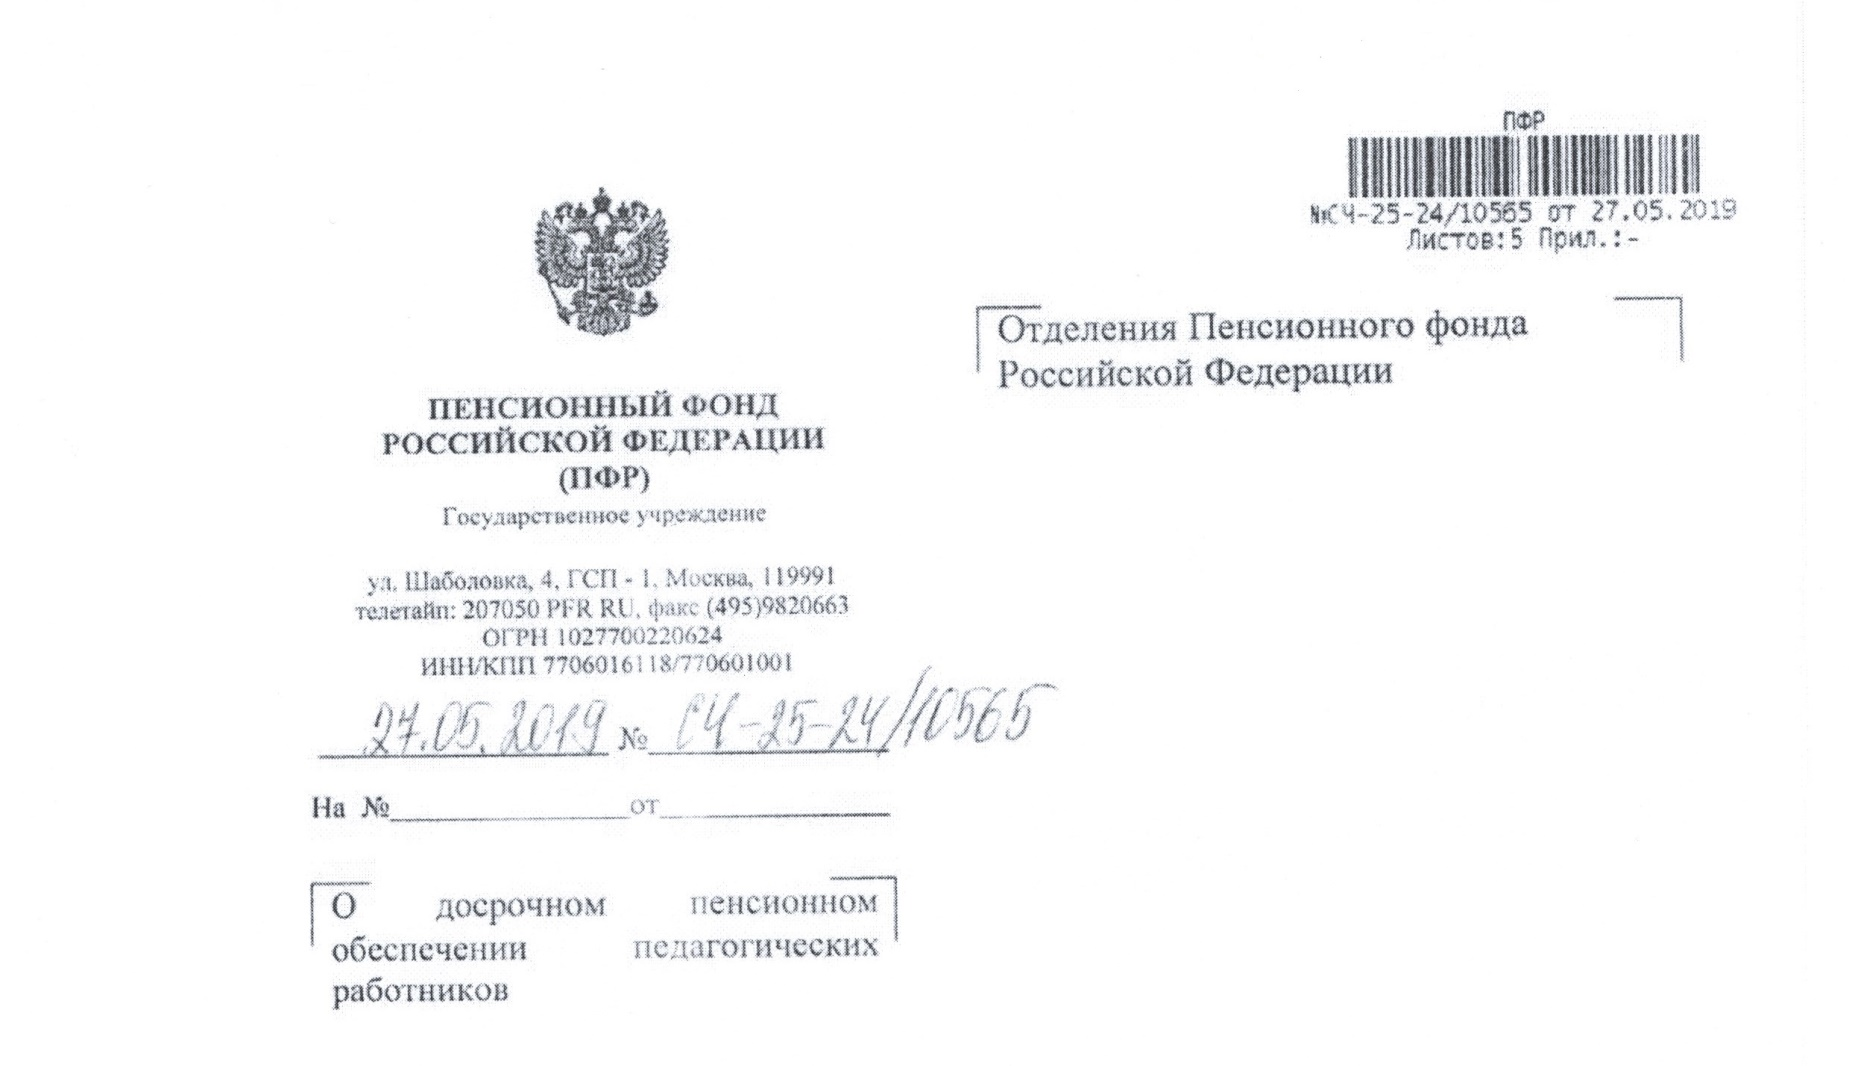 ПФР
№СЧ-25-24/10565 от 27.05.2019
Листов:5 Прил.:-
Отделения Пенсионного фонда
Российской Федерации
ПЕНСИОННЫЙ ФОНД
РОССИЙСКОЙ ФЕДЕРАЦИИ
(ПФР)
Государственное учреждение
ул. Шаболовка, 4, ГСП - 1, Москва, 119991
телетайп: 207050 PFR RU, факс (495)9820663
ОГРН 1027700220624
ИНН/КПП 7706016118/770601001
27.05.2019 № СЧ-25-24/10565
На №____от____
О досрочном пенсионном
обеспечении педагогических
работников